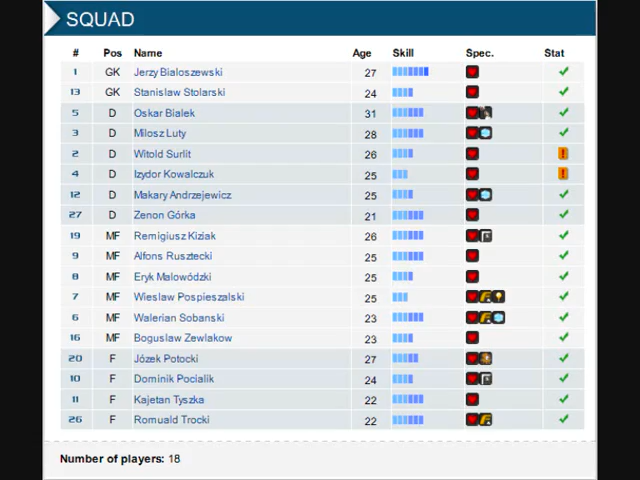 SQUAD
# Pos Name Age Skill Spec. Stat
1 GK Jerzy Bialoszewski 27
13 GK Stanislaw Stolarski 24
5 D Oskar Bialek 31
3 D Milosz Luty 28
2 D Witold Surlit 26
4 D Izydor Kowalczuk 25
12 D Makary Andrzejewicz 25
27 D Zenon Górka 21
19 MF Remigiusz Kiziak 26
9 MF Alfons Rusztecki 25
8 MF Eryk Malowódzki 25
7 MF Wieslaw Pospieszalski 25
6 MF Walerian Sobanski 23
16 MF Boguslaw Zewlakow 23
20 F Józek Potocki 27
10 F Dominik Pocialik 24
11 F Kajetan Tyszka 22
26 F Romuald Trocki 22
Number of players: 18